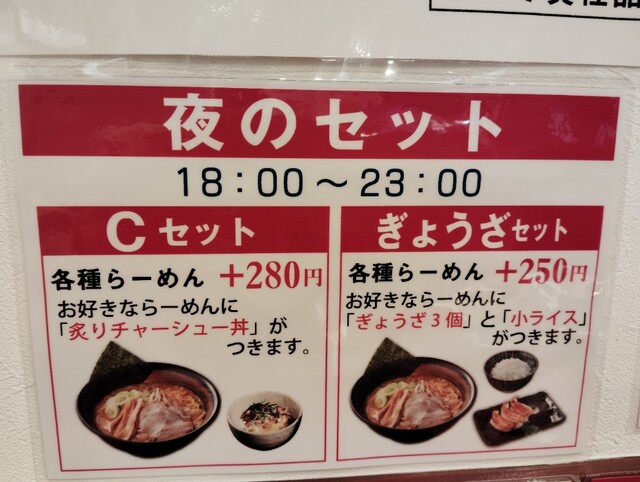 夜のセット
18:00～23:00
Cセット
各種らーめん +280円
お好きならーめんに
「炙りチャーシュー丼」が
つきます。
ぎょうざセット
各種らーめん +250円
お好きならーめんに
「ぎょうざ3個」と「小ライス」
がつきます。